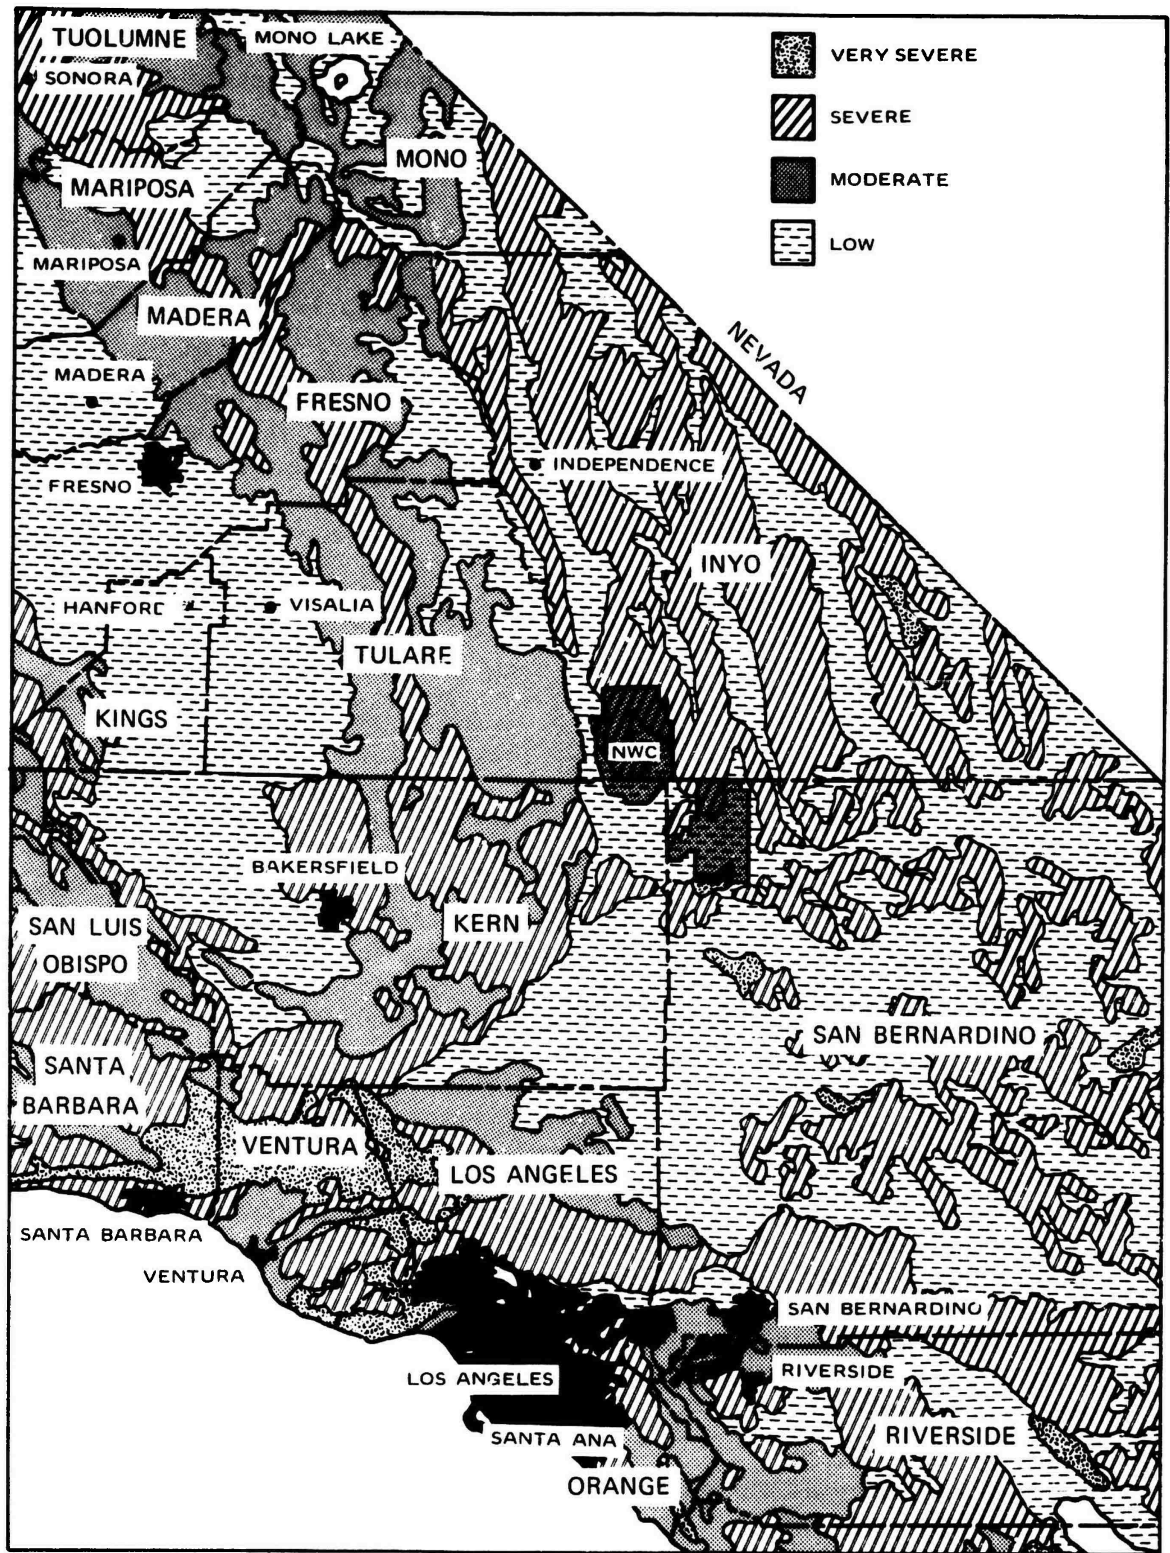 TUOLUMNE
MONO LAKE
SONORA
VERY SEVERE
SEVERE
MODERATE
LOW
MONO
MARIPOSA
MARIPOSA
MADERA
NEVADA
MADERA
FRESNO
INDEPENDENCE
FRESNO
INYO
HANFORD
VISALIA
TULARE
KINGS
NWC
BAKERSFIELD
KERN
SAN LUIS
OBISPO
SAN BERNARDINO
SANTA
BARBARA
VENTURA
LOS ANGELES
SANTA BARBARA
VENTURA
SAN BERNARDINO
RIVERSIDE
LOS ANGELES
RIVERSIDE
SANTA ANA
ORANGE